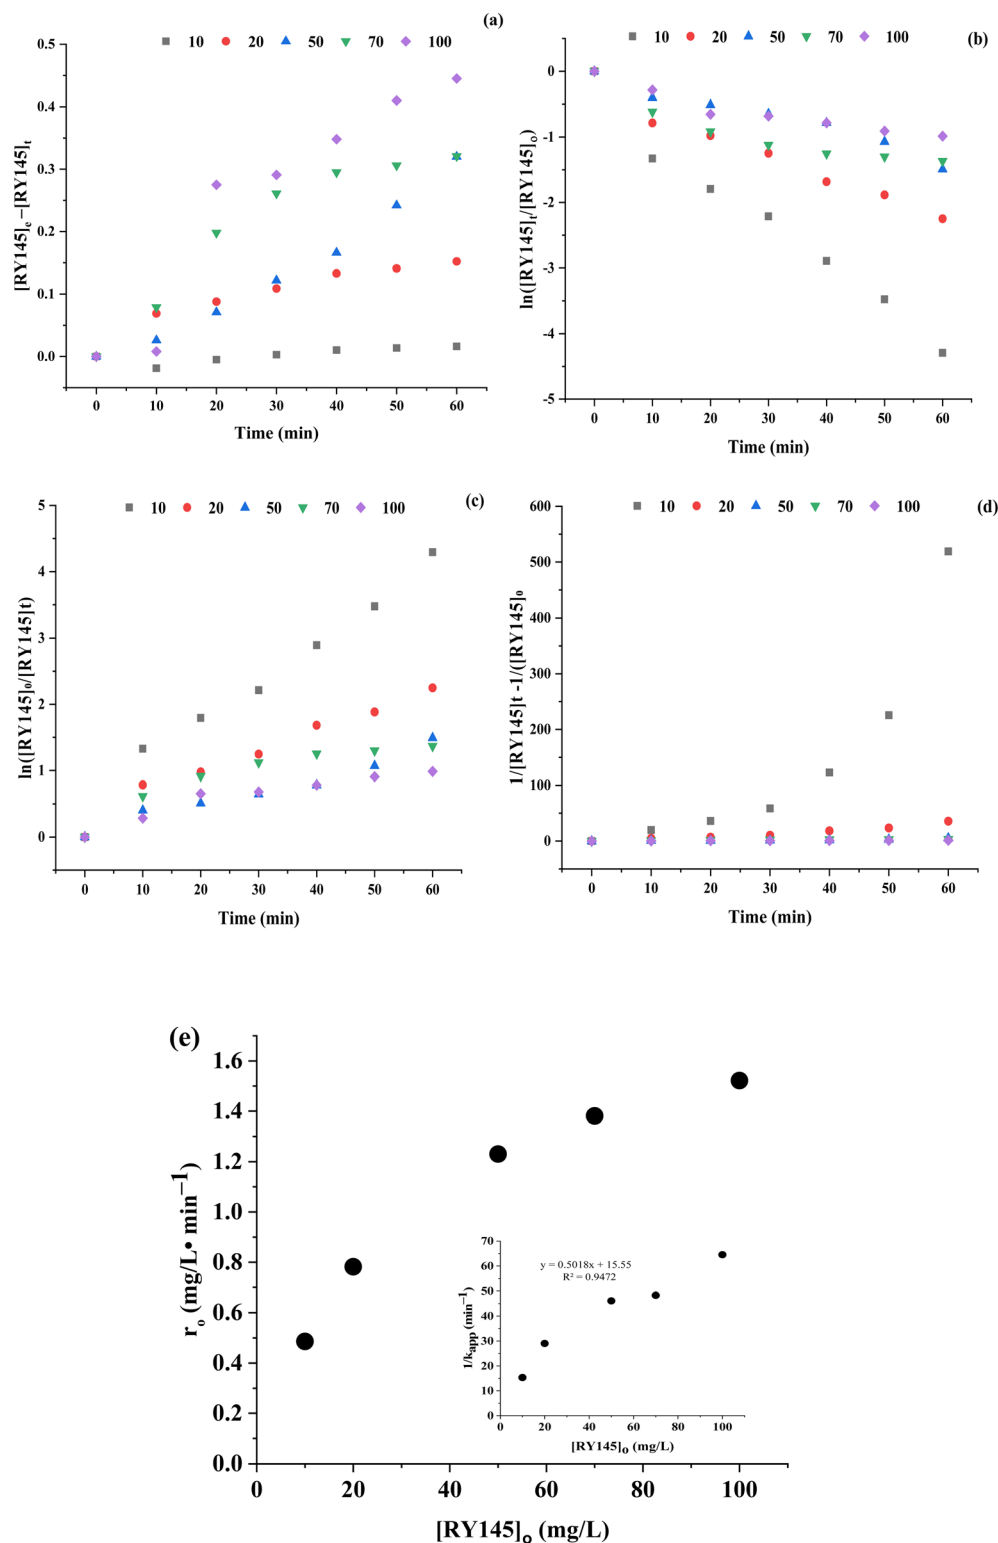 (a)
10 20 50 70 100
0.5
0.4
0.3
0.2
0.1
0.0
[RY145]e −[RY145]t
0 10 20 30 40 50 60
Time (min)
(b)
10 20 50 70 100
0
-1
-2
-3
-4
-5
ln([RY145]t/[RY145]o)
0 10 20 30 40 50 60
Time (min)
(c)
10 20 50 70 100
5
4
3
2
1
0
ln([RY145]0/[RY145]t)
0 10 20 30 40 50 60
Time (min)
(d)
10 20 50 70 100
600
500
400
300
200
100
50
0
1/[RY145]t -1/([RY145]0
0 10 20 30 40 50 60
Time (min)
(e)
1.6
1.4
1.2
1.0
0.8
0.6
0.4
0.2
0.0
ro (mg/L• min−1)
0 20 40 60 80 100
[RY145]o (mg/L)
70
60
50
40
30
20
10
0
1/kapp (min−1)
y = 0.5018x + 15.55
R² = 0.9472
0 20 40 60 80 100
[RY145]o (mg/L)